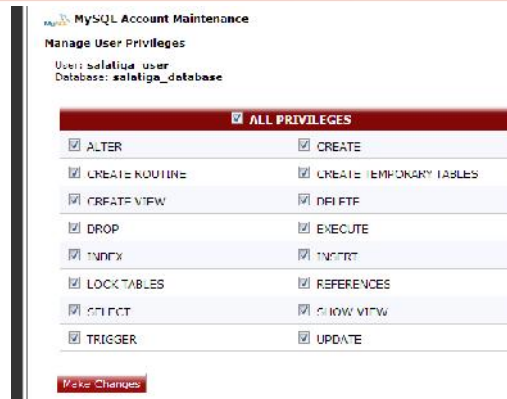 MySQL Account Maintenance
Manage User Privileges
User: salatiga_user
Database: salatiga_database
ALL PRIVILEGES
ALTER CREATE
CREATE ROUTINE CREATE TEMPORARY TABLES
CREATE VIEW DELETE
DROP EXECUTE
INDEX INSERT
LOCK TABLES REFERENCES
SELECT SHOW VIEW
TRIGGER UPDATE
Make Changes